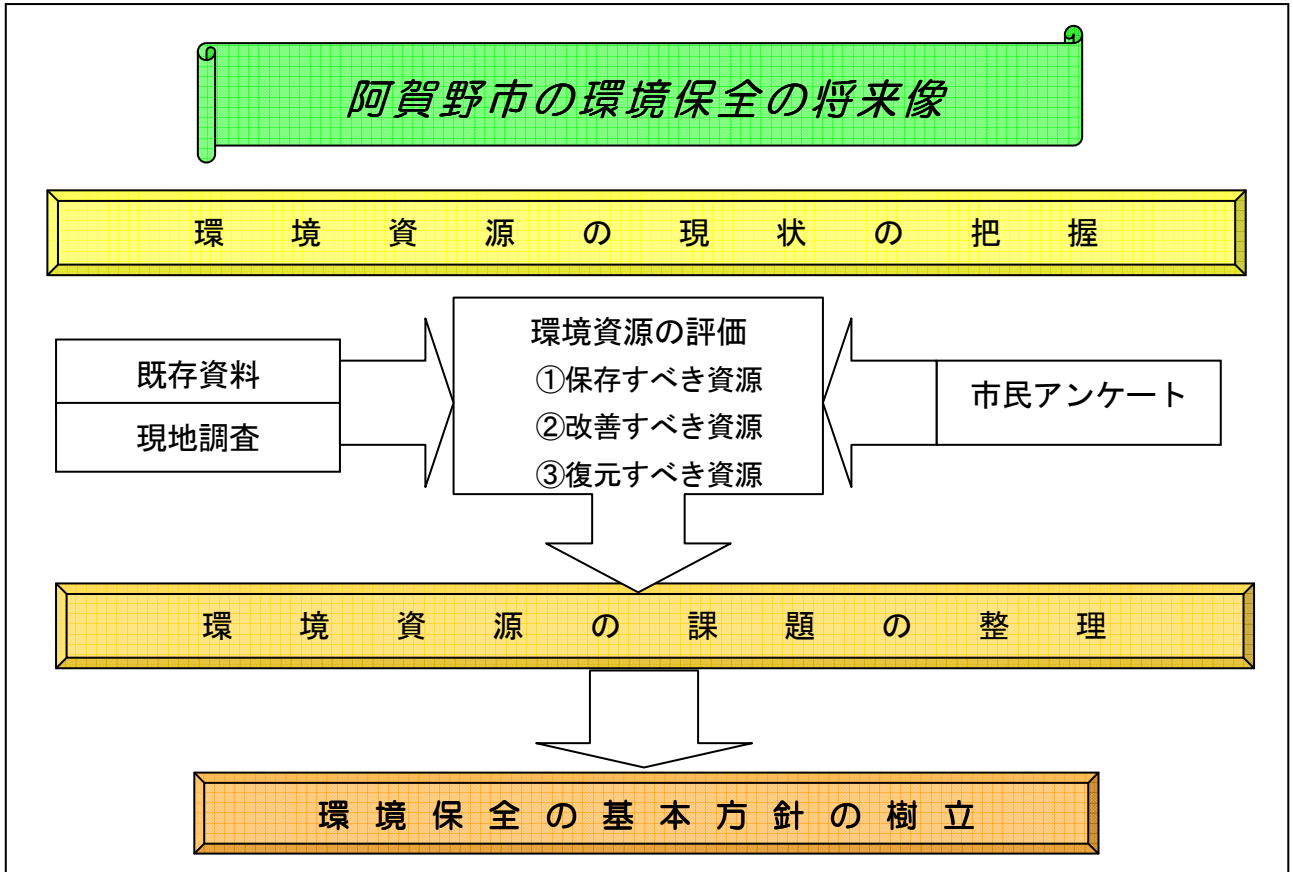 阿賀野市の環境保全の将来像
環境資源の現状の把握
既存資料
現地調査
環境資源の評価
①保存すべき資源
②改善すべき資源
③復元すべき資源
市民アンケート
環境資源の課題の整理
環境保全の基本方針の樹立